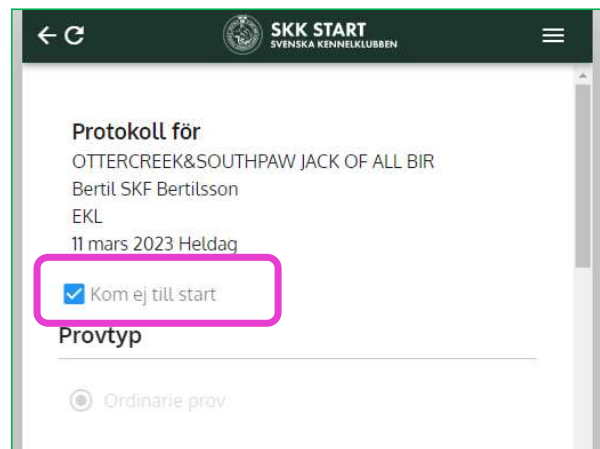 SKK START
SVENSKA KENNELKLUBBEN
Protokoll för
OTTERCREEK&SOUTHPAW JACK OF ALL BIR
Bertil SKF Bertilsson
EKL
11 mars 2023 Heldag
Kom ej till start
Provtyp
Ordinarie prov